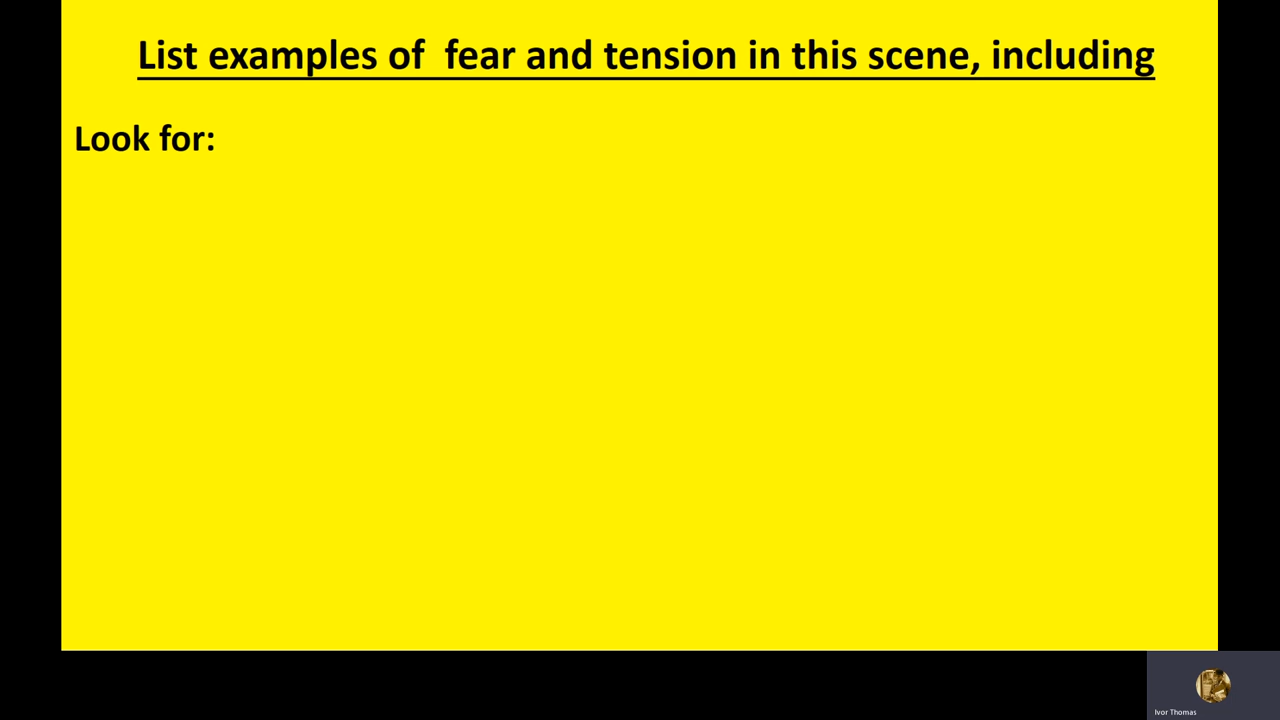 List examples of  fear and tension in this scene, including
Look for:
Ivor Thomas